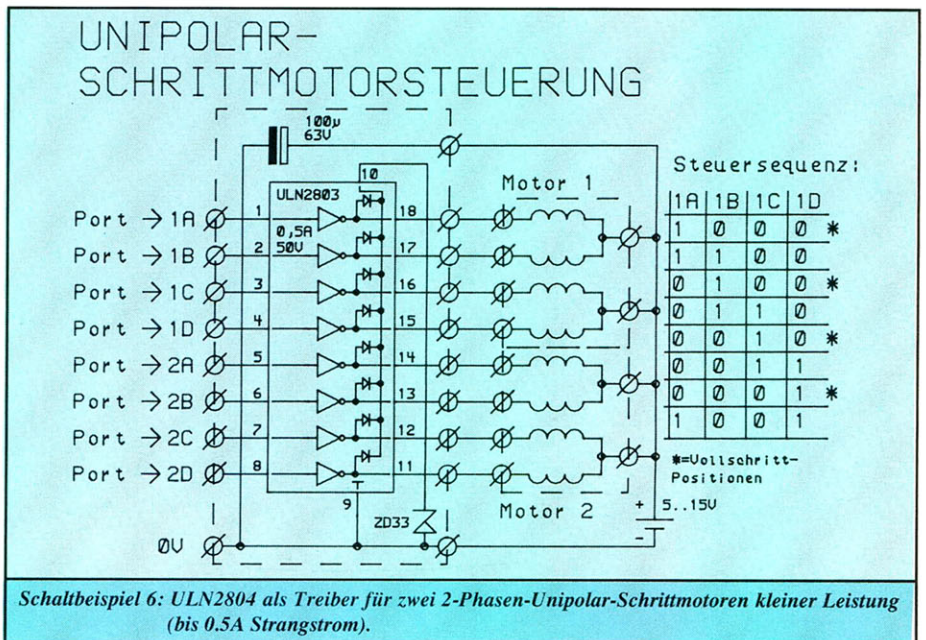 UNIPOLAR-
SCHRITTMOTORSTEUERUNG
100µ
63V
10
ULN2803
0,5A
50V
Motor 1
Steuersequenz:
Port → 1A 1 18
Port → 1B 2 17
Port → 1C 3 16
Port → 1D 4 15
Port → 2A 5 14
Port → 2B 6 13
Port → 2C 7 12
Port → 2D 8 11
9
ZD33
0V
Motor 2
+ 5..15V
-
1A 1B 1C 1D
1 0 0 0 *
1 1 0 0
0 1 0 0 *
0 1 1 0
0 0 1 0 *
0 0 1 1
0 0 0 1 *
1 0 0 1
*=Vollschritt-
Positionen
Schaltbeispiel 6: ULN2804 als Treiber für zwei 2-Phasen-Unipolar-Schrittmotoren kleiner Leistung
(bis 0.5A Strangstrom).